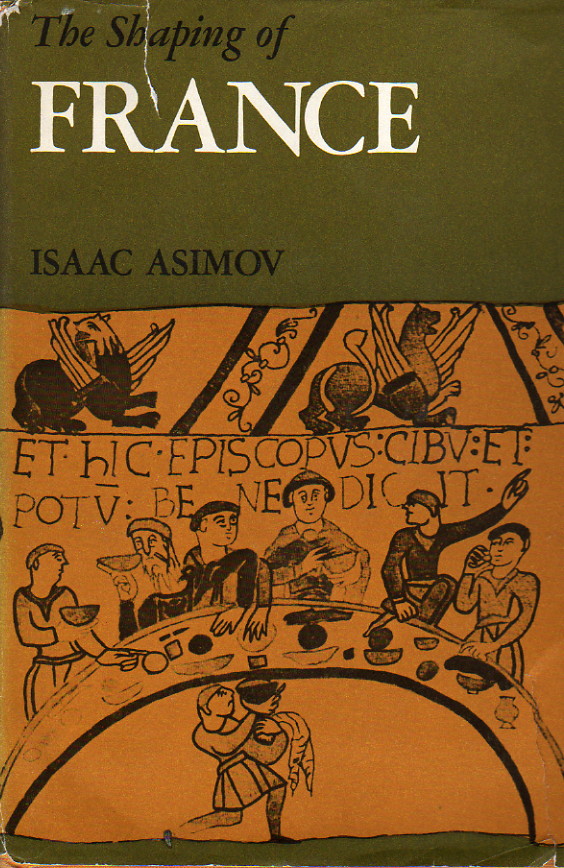 The Shaping of
FRANCE
ISAAC ASIMOV
ET · hIC · EPISCOPVS : CIBV : ET :
POTV̅ : BE NE DIC IT ·